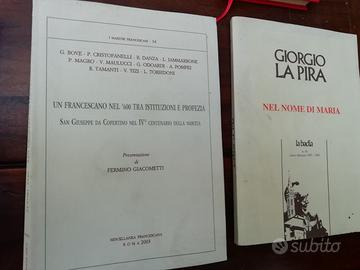 I MAESTRI FRANCESCANI - 14
G. BOVE - P. CRISTOFANELLI - R. DANZA - L. IAMMARRONE
P. MAGRO - V. MAULUCCI - G. ODOARDI - A. POMPEI
R. TAMANTI - V. TIZI - L. TORREDONI
UN FRANCESCANO NEL '600 TRA ISTITUZIONI E PROFEZIA
SAN GIUSEPPE DA COPERTINO NEL IV° CENTENARIO DELLA NASCITA
Presentazione
di
FERMINO GIACOMETTI
MISCELLANEA FRANCESCANA
ROMA 2003
GIORGIO
LA PIRA
NEL NOME DI MARIA
la badia
subito